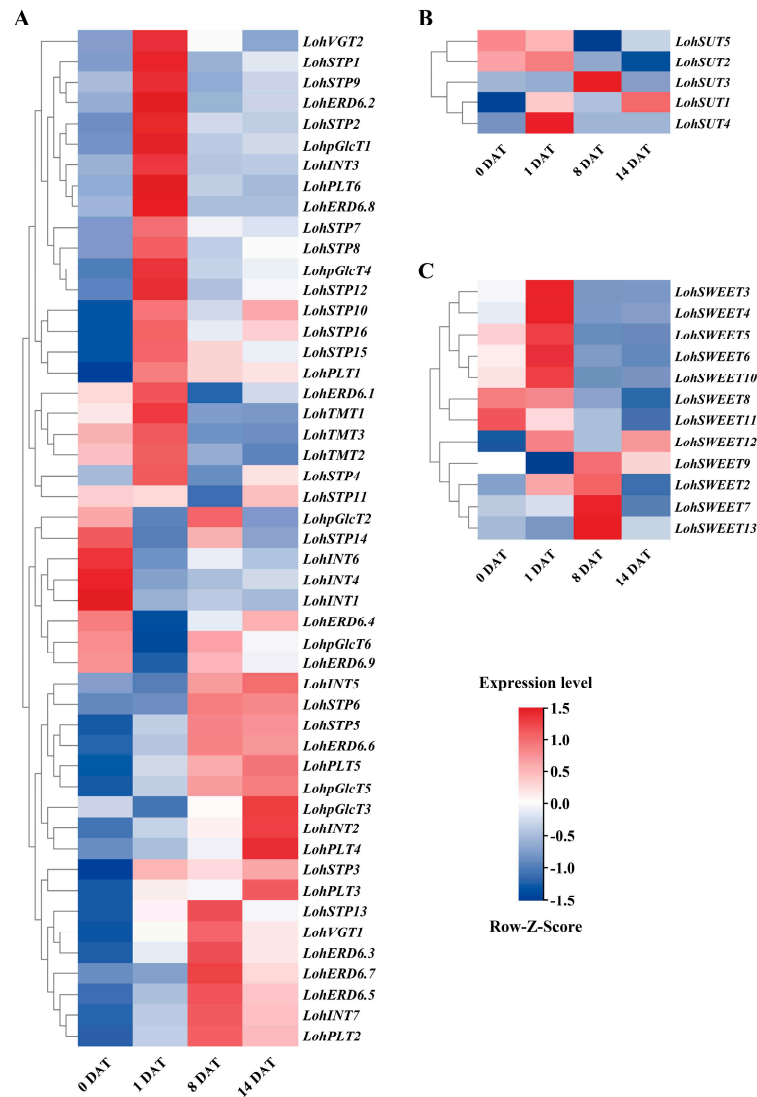 A
LohVGT2
LohSTP1
LohSTP9
LohERD6.2
LohSTP2
LohpGlcT1
LohINT3
LohPLT6
LohERD6.8
LohSTP7
LohSTP8
LohpGlcT4
LohSTP12
LohSTP10
LohSTP16
LohSTP15
LohPLT1
LohERD6.1
LohTMT1
LohTMT3
LohTMT2
LohSTP4
LohSTP11
LohpGlcT2
LohSTP14
LohINT6
LohINT4
LohINT1
LohERD6.4
LohpGlcT6
LohERD6.9
LohINT5
LohSTP6
LohSTP5
LohERD6.6
LohPLT5
LohpGlcT5
LohpGlcT3
LohINT2
LohPLT4
LohSTP3
LohPLT3
LohSTP13
LohVGT1
LohERD6.3
LohERD6.7
LohERD6.5
LohINT7
LohPLT2
0 DAT
1 DAT
8 DAT
14 DAT
B
LohSUT5
LohSUT2
LohSUT3
LohSUT1
LohSUT4
0 DAT
1 DAT
8 DAT
14 DAT
C
LohSWEET3
LohSWEET4
LohSWEET5
LohSWEET6
LohSWEET10
LohSWEET8
LohSWEET11
LohSWEET12
LohSWEET9
LohSWEET2
LohSWEET7
LohSWEET13
0 DAT
1 DAT
8 DAT
14 DAT
Expression level
1.5
1.0
0.5
0.0
-0.5
-1.0
-1.5
Row-Z-Score